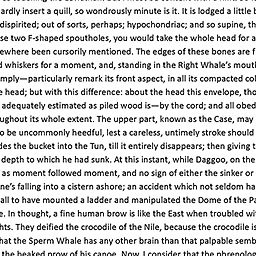 ardly insert a quill, so wondrously minute is it. It is lodged a little b
dispirited; out of sorts, perhaps; hypochondriac; and so supine, th
se two F-shaped spoutholes, you would take the whole head for a
ewhere been cursorily mentioned. The edges of these bones are f
d whiskers for a moment, and, standing in the Right Whale's mout
mply—particularly remark its front aspect, in all its compacted col
e head; but with this difference: about the head this envelope, tho
adequately estimated as piled wood is—by the cord; and all obed
ughout its whole extent. The upper part, known as the Case, may
o be uncommonly heedful, lest a careless, untimely stroke should
des the bucket into the Tun, till it entirely disappears; then giving t
depth to which he had sunk. At this instant, while Daggoo, on the
as moment followed moment, and no sign of either the sinker or
ne's falling into a cistern ashore; an accident which not seldom ha
all to have mounted a ladder and manipulated the Dome of the Pa
e. In thought, a fine human brow is like the East when troubled wit
hts. They deified the crocodile of the Nile, because the crocodile is
hat the Sperm Whale has any other brain than that palpable semb
the beaked prow of his canoe. Now, I consider that the phrenolog